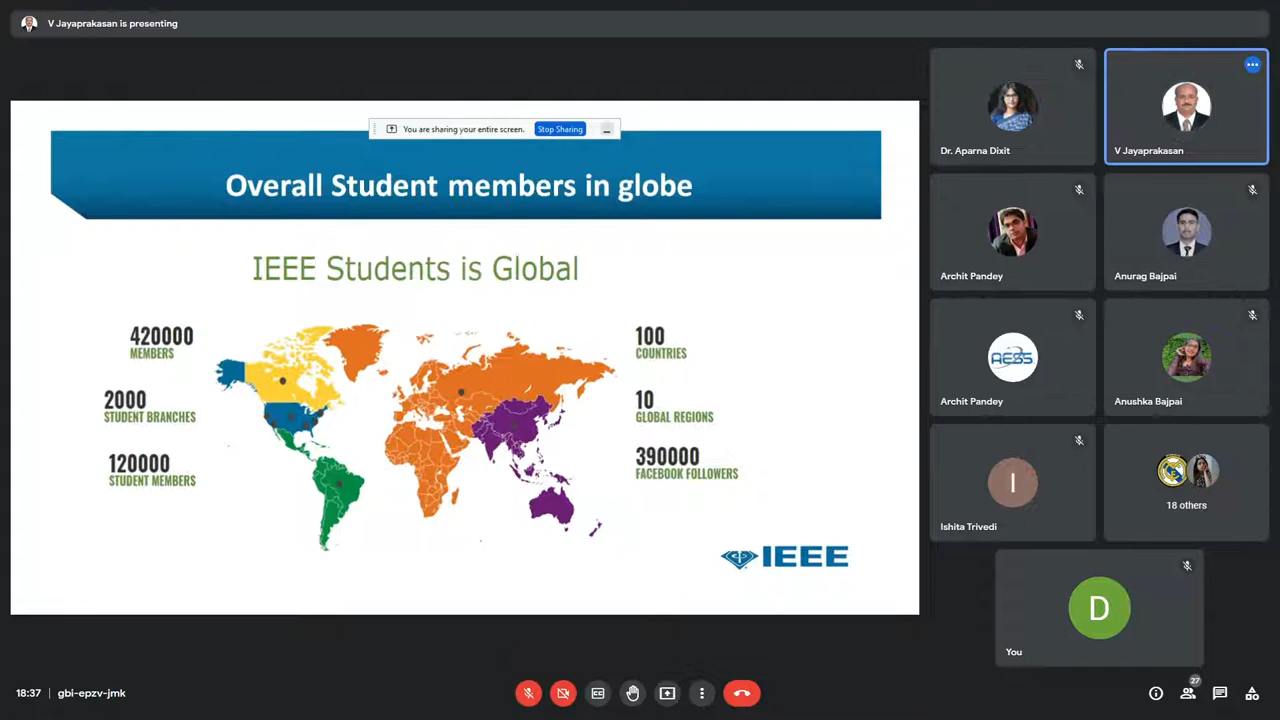 V Jayaprakasan is presenting
You are sharing your entire screen.
Stop Sharing
Overall Student members in globe
IEEE Students is Global
420000
MEMBERS
2000
STUDENT BRANCHES
120000
STUDENT MEMBERS
100
COUNTRIES
10
GLOBAL REGIONS
390000
FACEBOOK FOLLOWERS
IEEE
Dr. Aparna Dixit
V Jayaprakasan
Archit Pandey
Anurag Bajpai
AESS
Archit Pandey
Anushka Bajpai
I
Ishita Trivedi
18 others
D
You
18:37
gbi-epzv-jmk
27